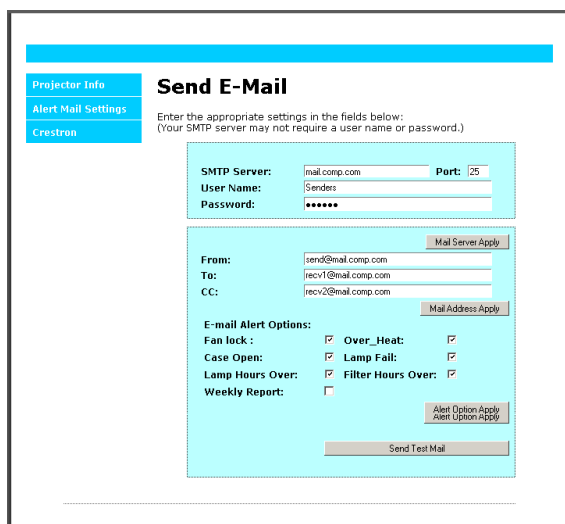 Projector Info
Alert Mail Settings
Crestron
Send E-Mail
Enter the appropriate settings in the fields below:
(Your SMTP server may not require a user name or password.)
SMTP Server: mail.comp.com Port: 25
User Name: Senders
Password: ●●●●●●
Mail Server Apply
From: send@mail.comp.com
To: recv1@mail.comp.com
CC: recv2@mail.comp.com
Mail Address Apply
E-mail Alert Options:
Fan lock : Over_Heat:
Case Open: Lamp Fail:
Lamp Hours Over: Filter Hours Over:
Weekly Report:
Alert Option Apply
Alert Option Apply
Send Test Mail